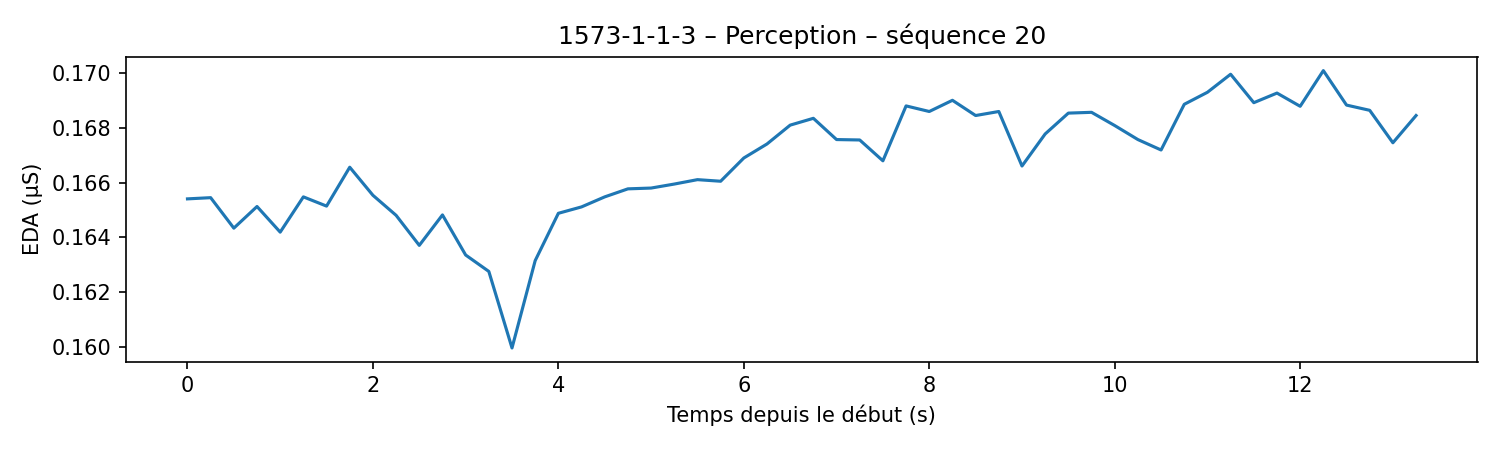 1573-1-1-3 – Perception – séquence 20
EDA (µS)
0.170
0.168
0.166
0.164
0.162
0.160
0 2 4 6 8 10 12
Temps depuis le début (s)